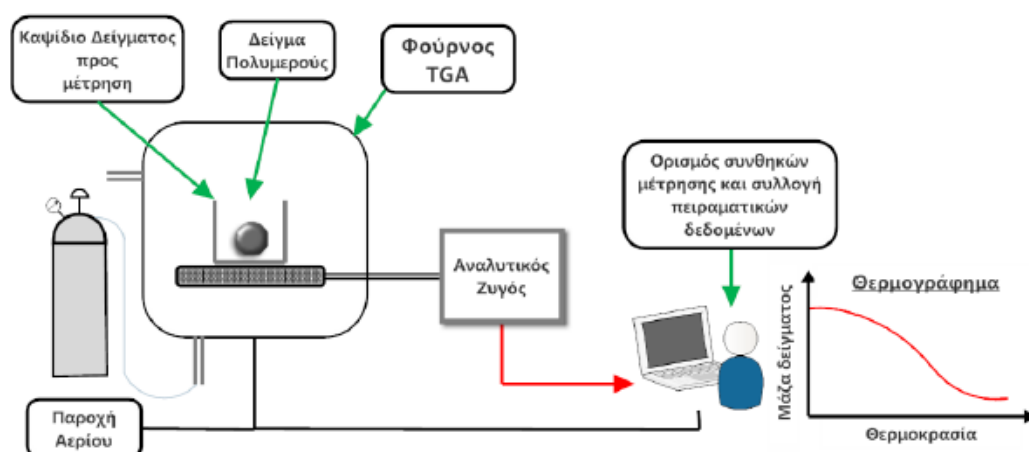 Καψίδιο Δείγματος
προς
μέτρηση
Δείγμα
Πολυμερούς
Φούρνος
TGA
Ορισμός συνθηκών
μέτρησης και συλλογή
πειραματικών
δεδομένων
Αναλυτικός
Ζυγός
Παροχή
Αερίου
Θερμογράφημα
Μάζα δείγματος
Θερμοκρασία